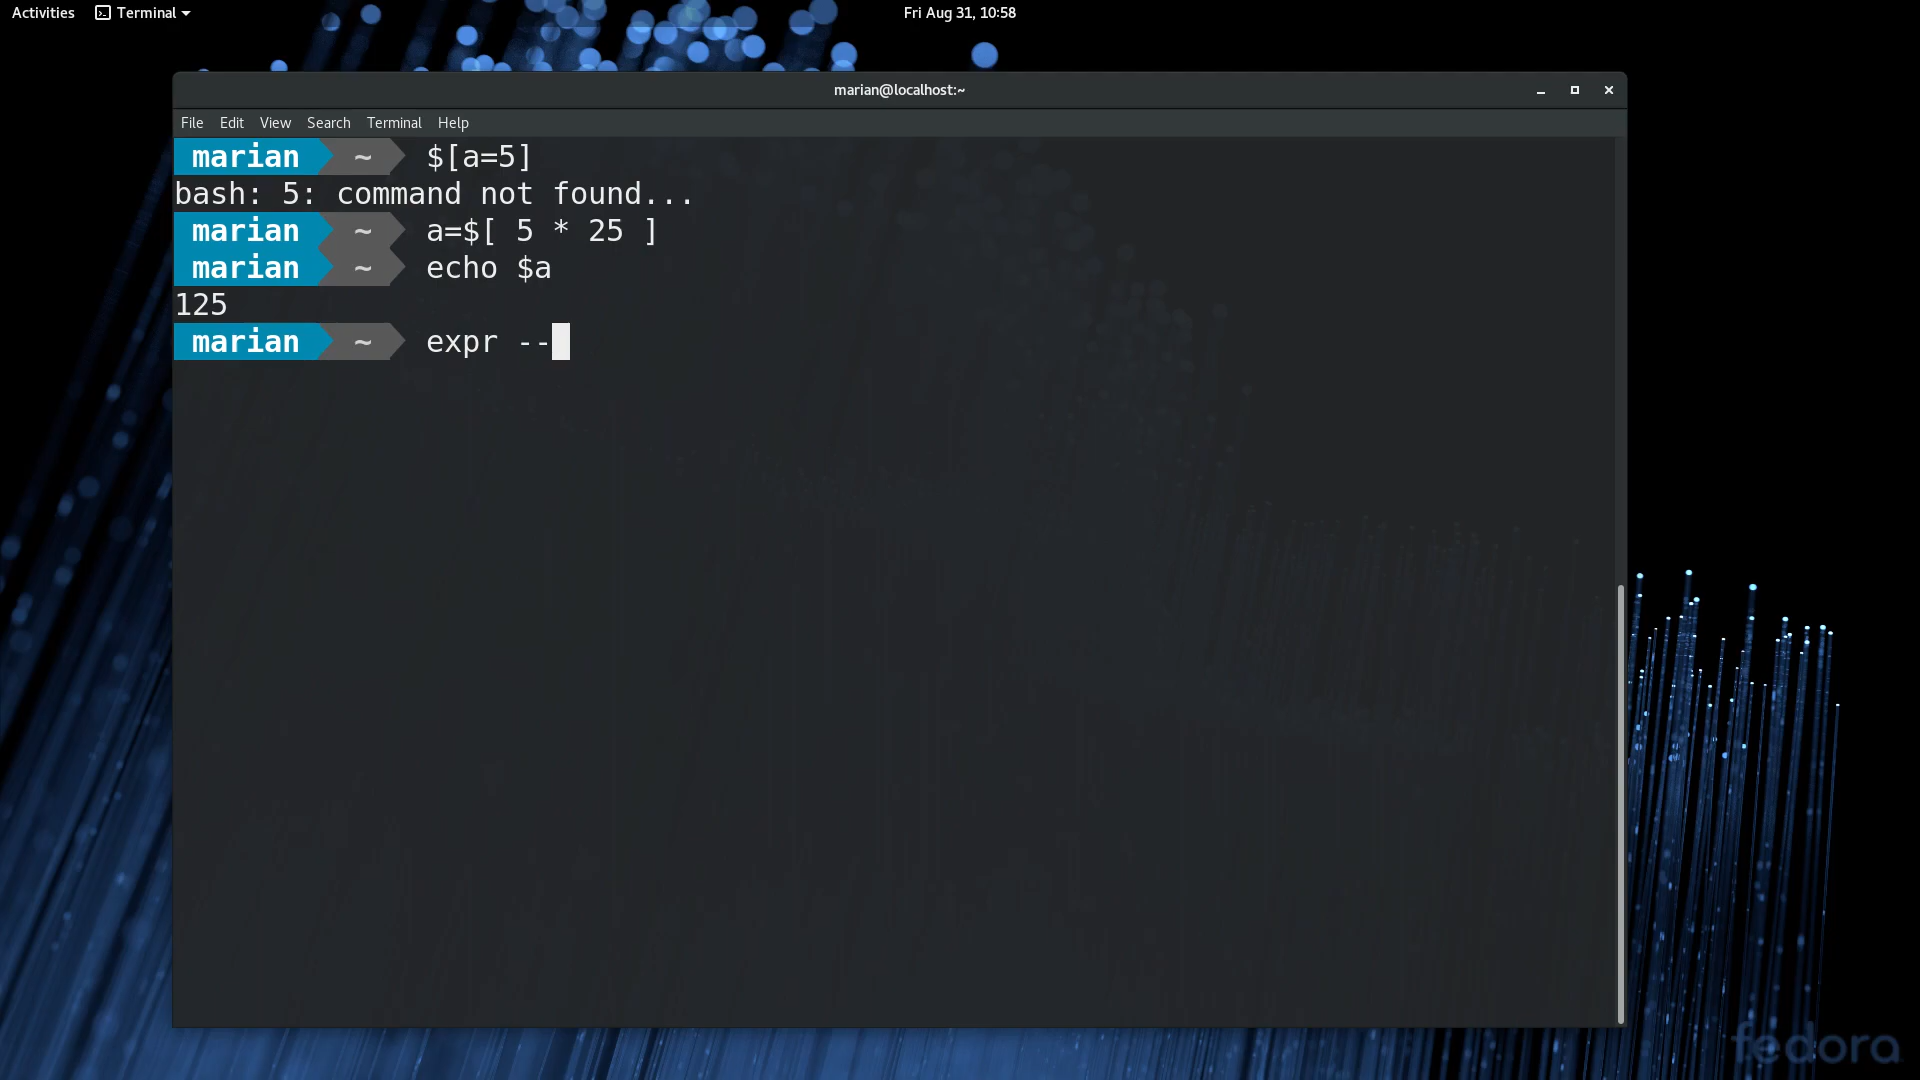 Activities Terminal Fri Aug 31, 10:58
marian@localhost:~
File Edit View Search Terminal Help
marian ~ $[a=5]
bash: 5: command not found...
marian ~ a=$[ 5 * 25 ]
marian ~ echo $a
125
marian ~ expr --
fedora